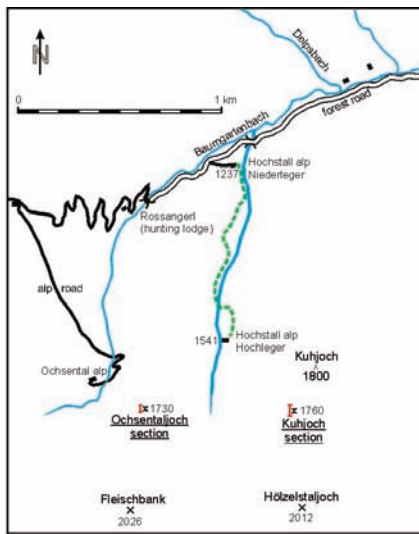 N
Delpsbach
0
1 km
Baumgartenbach
forest road
1237
Hochstall alp
Niederleger
Rossangerl
(hunting lodge)
alp road
1541
Hochstall alp
Hochleger
Kuhjoch
1800
Ochsental alp
1730
Ochsentaljoch
section
1760
Kuhjoch
section
Fleischbank
2026
Hölzelstaljoch
2012